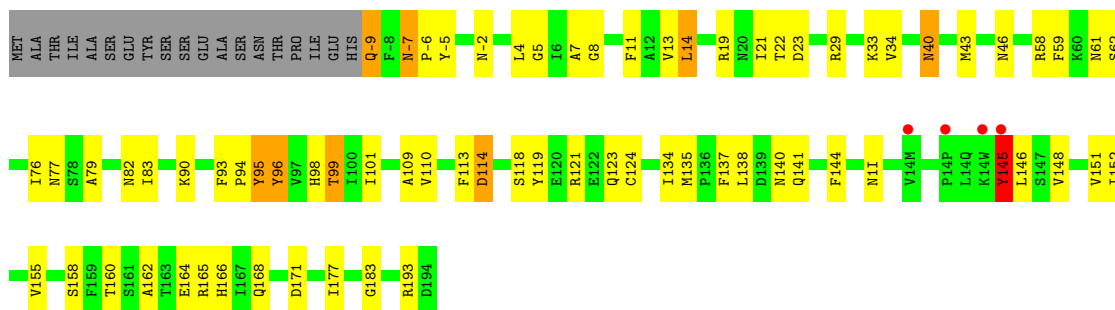 MET ALA THR ILE ALA SER GLU TYR SER SER GLU ALA SER ASN THR PRO ILE GLU HIS Q-9 F-8 N-7 P-6 Y-5 N-2 L4 G5 I6 A7 G8 F11 A12 V13 L14 R19 N20 I21 T22 D23 R29 K33 V34 N40 M43 N46 R58 F59 K60 N61
I76 N77 S78 A79 N82 I83 K90 F93 P94 Y95 Y96 V97 H98 T99 I100 I101 A109 V110 F113 D114 S118 Y119 E120 R121 E122 Q123 C124 I134 M135 P136 F137 L138 D139 N140 Q141 F144 N1I V14M P14P L14Q K14W Y145 L146 S147 V148 V151
V155 S158 F159 T160 S161 A162 T163 E164 R165 H166 I167 Q168 D171 I177 G183 R193 D194